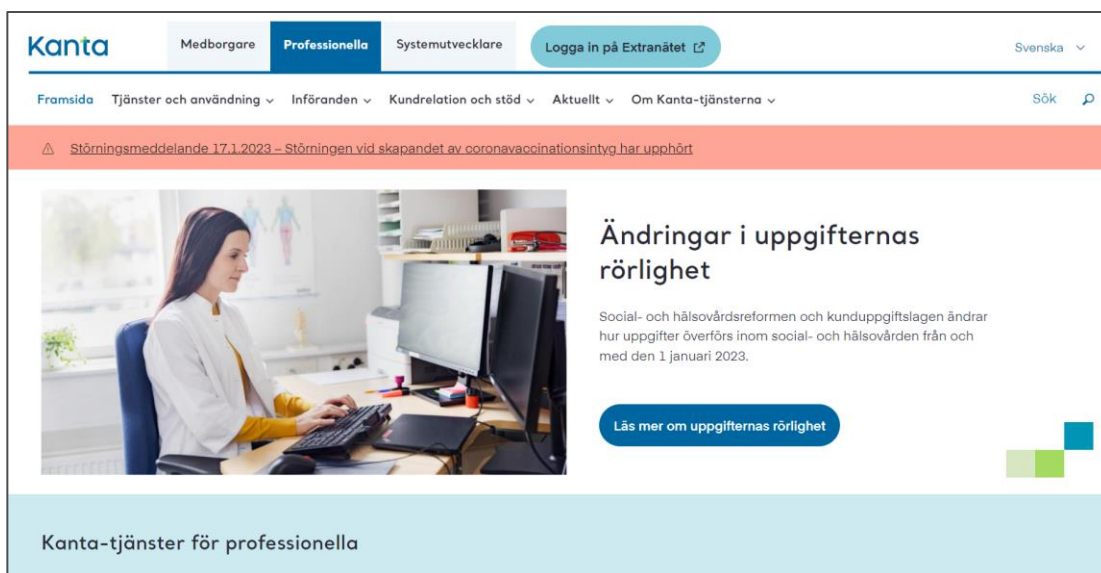 Kanta
Medborgare
Professionella
Systemutvecklare
Logga in på Extranätet
Svenska
Framsida
Tjänster och användning
Införanden
Kundrelation och stöd
Aktuellt
Om Kanta-tjänsterna
Sök
Störningsmeddelande 17.1.2023 – Störningen vid skapandet av coronavaccinationsintyg har upphört
Ändringar i uppgifternas
rörlighet
Social- och hälsovårdsreformen och kunduppgiftslagen ändrar
hur uppgifter överförs inom social- och hälsovården från och
med den 1 januari 2023.
Läs mer om uppgifternas rörlighet
Kanta-tjänster för professionella